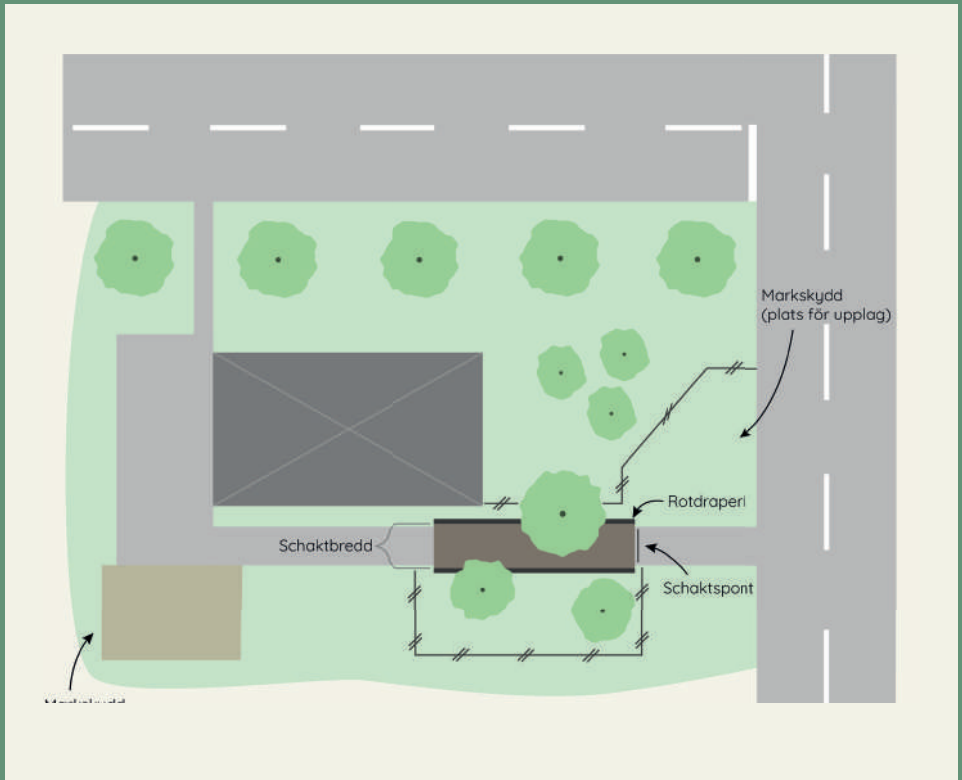 Markskydd
(plats för upplag)
Rotdraperi
Schaktbredd
Schaktspont